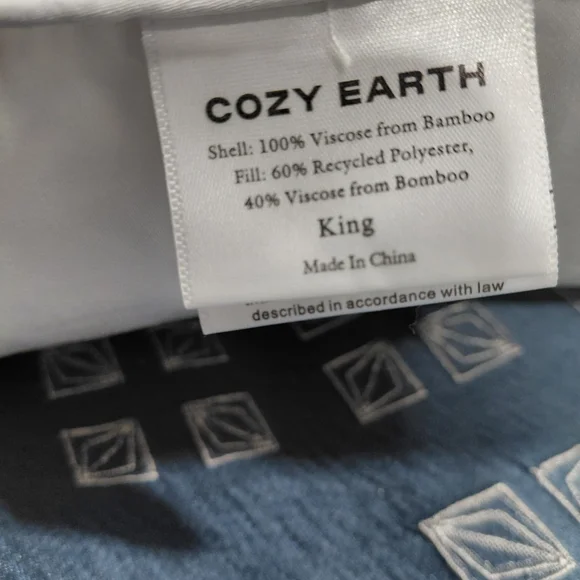 COZY EARTH
Shell: 100% Viscose from Bamboo
Fill: 60% Recycled Polyester,
40% Viscose from Bomboo
King
Made In China
described in accordance with law